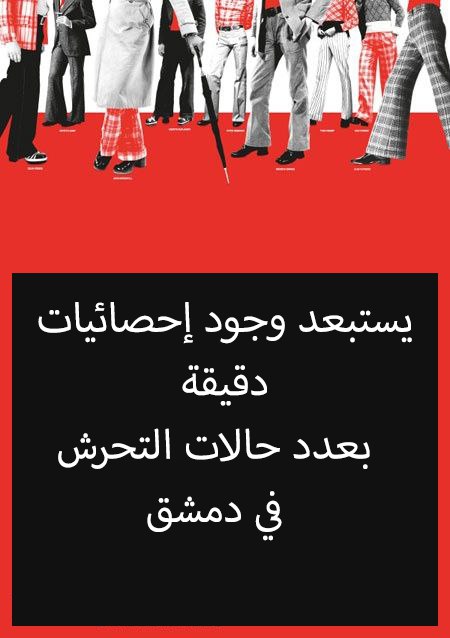 يستبعد وجود إحصائيات
دقيقة
بعدد حالات التحرش
في دمشق